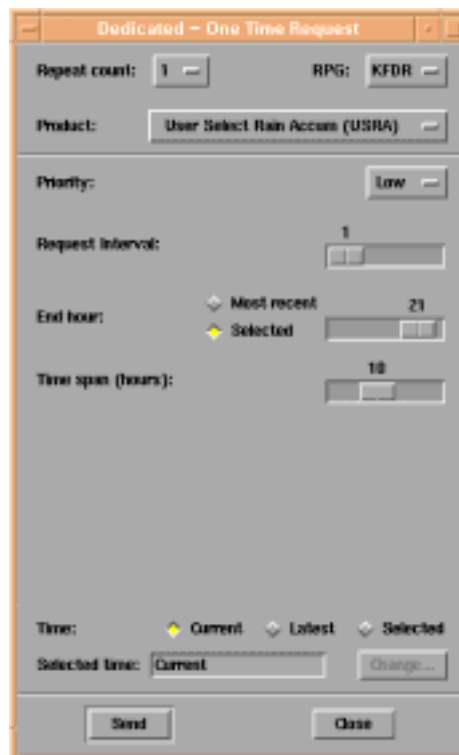 Dedicated - One Time Request
Repeat count: 1 RPG: KFDR
Product: User Select Rain Accum (USRA)
Priority: Low
Request Interval: 1
End hour: Most recent 21
Selected
Time span (hours): 10
Time: Current Latest Selected
Selected time: Current Change...
Send Close